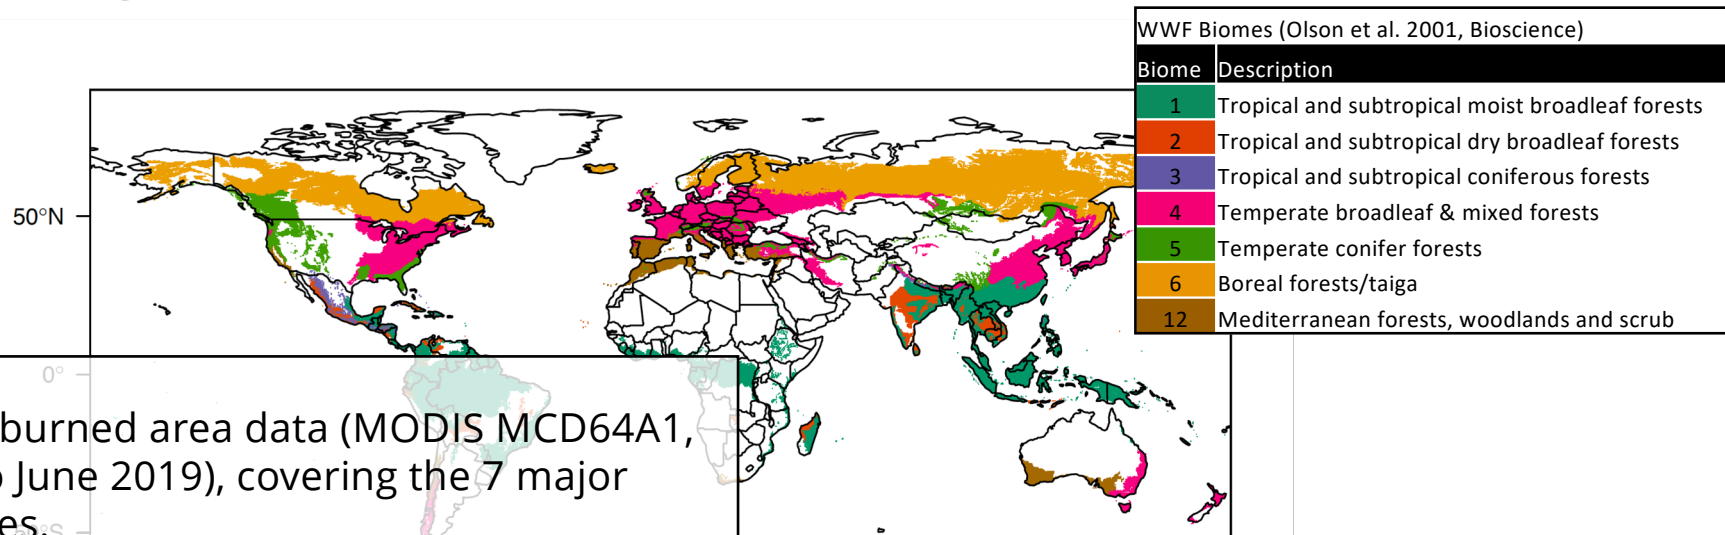 WWF Biomes (Olson et al. 2001, Bioscience)
Biome Description
1 Tropical and subtropical moist broadleaf forests
2 Tropical and subtropical dry broadleaf forests
3 Tropical and subtropical coniferous forests
4 Temperate broadleaf & mixed forests
5 Temperate conifer forests
6 Boreal forests/taiga
12 Mediterranean forests, woodlands and scrub
50°N
0°
burned area data (MODIS MCD64A1,
June 2019), covering the 7 major